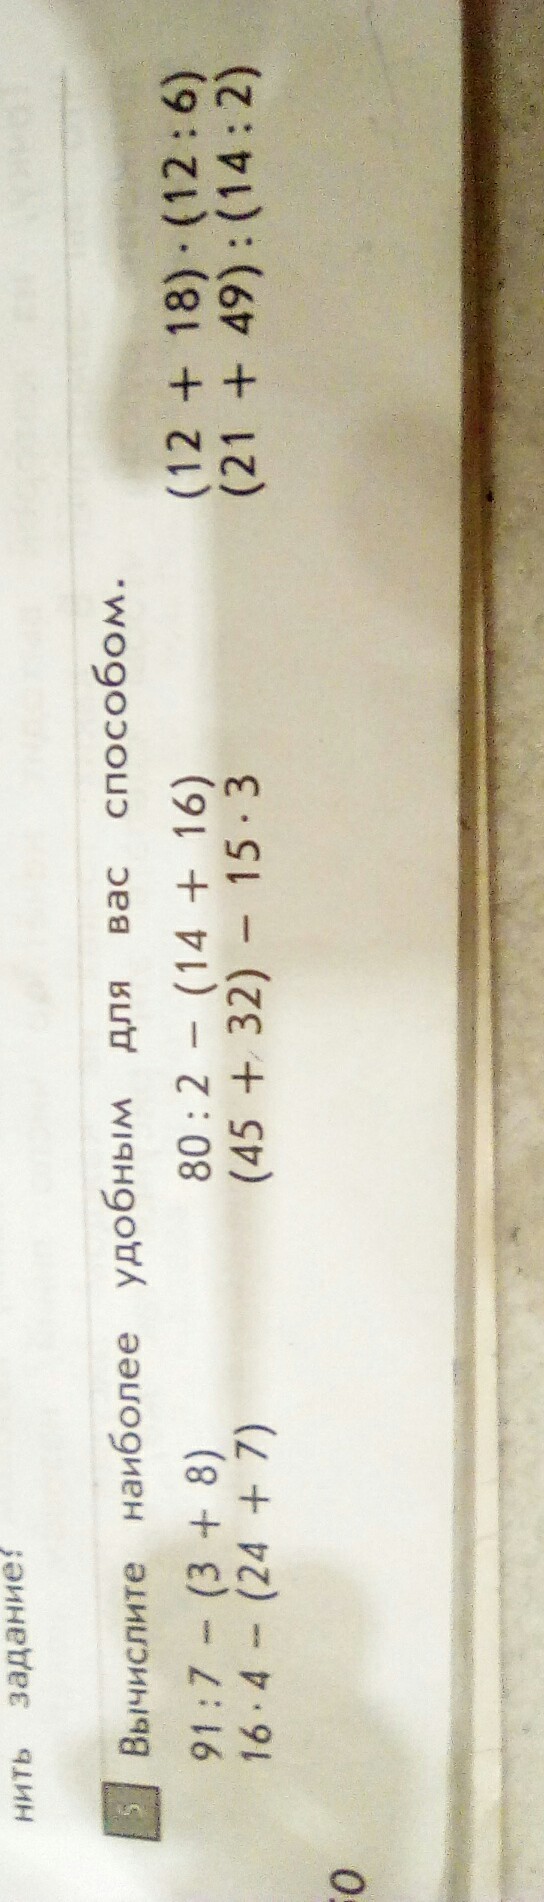 нить задание?
5 Вычислите наиболее удобным для вас способом.
91 : 7 – (3 + 8) 80 : 2 – (14 + 16) (12 + 18) · (12 : 6)
16 · 4 – (24 + 7) (45 + 32) – 15 · 3 (21 + 49) : (14 : 2)